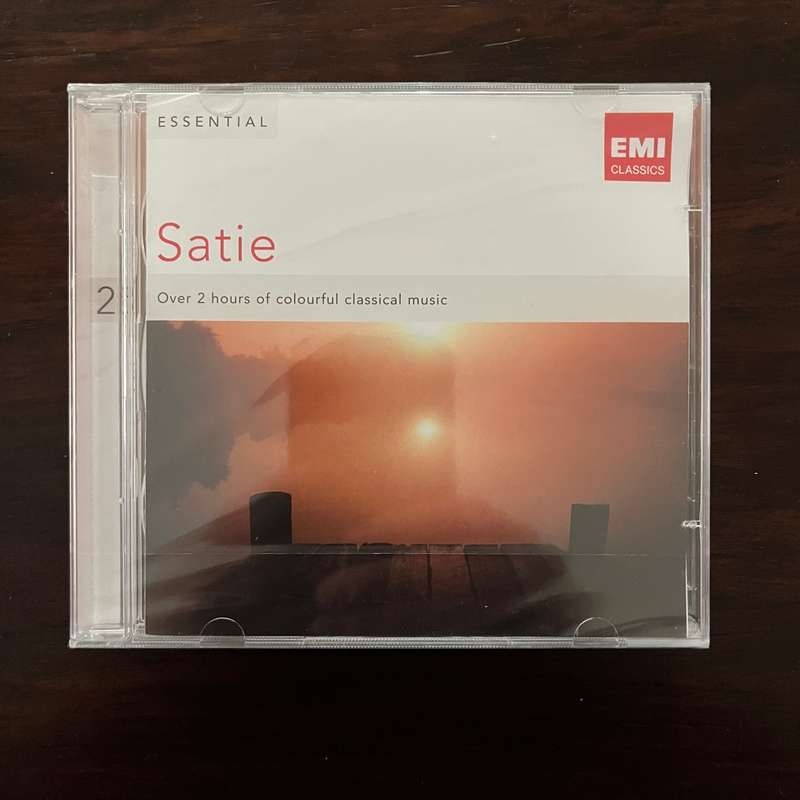 ESSENTIAL
EMI
CLASSICS
Satie
2
Over 2 hours of colourful classical music